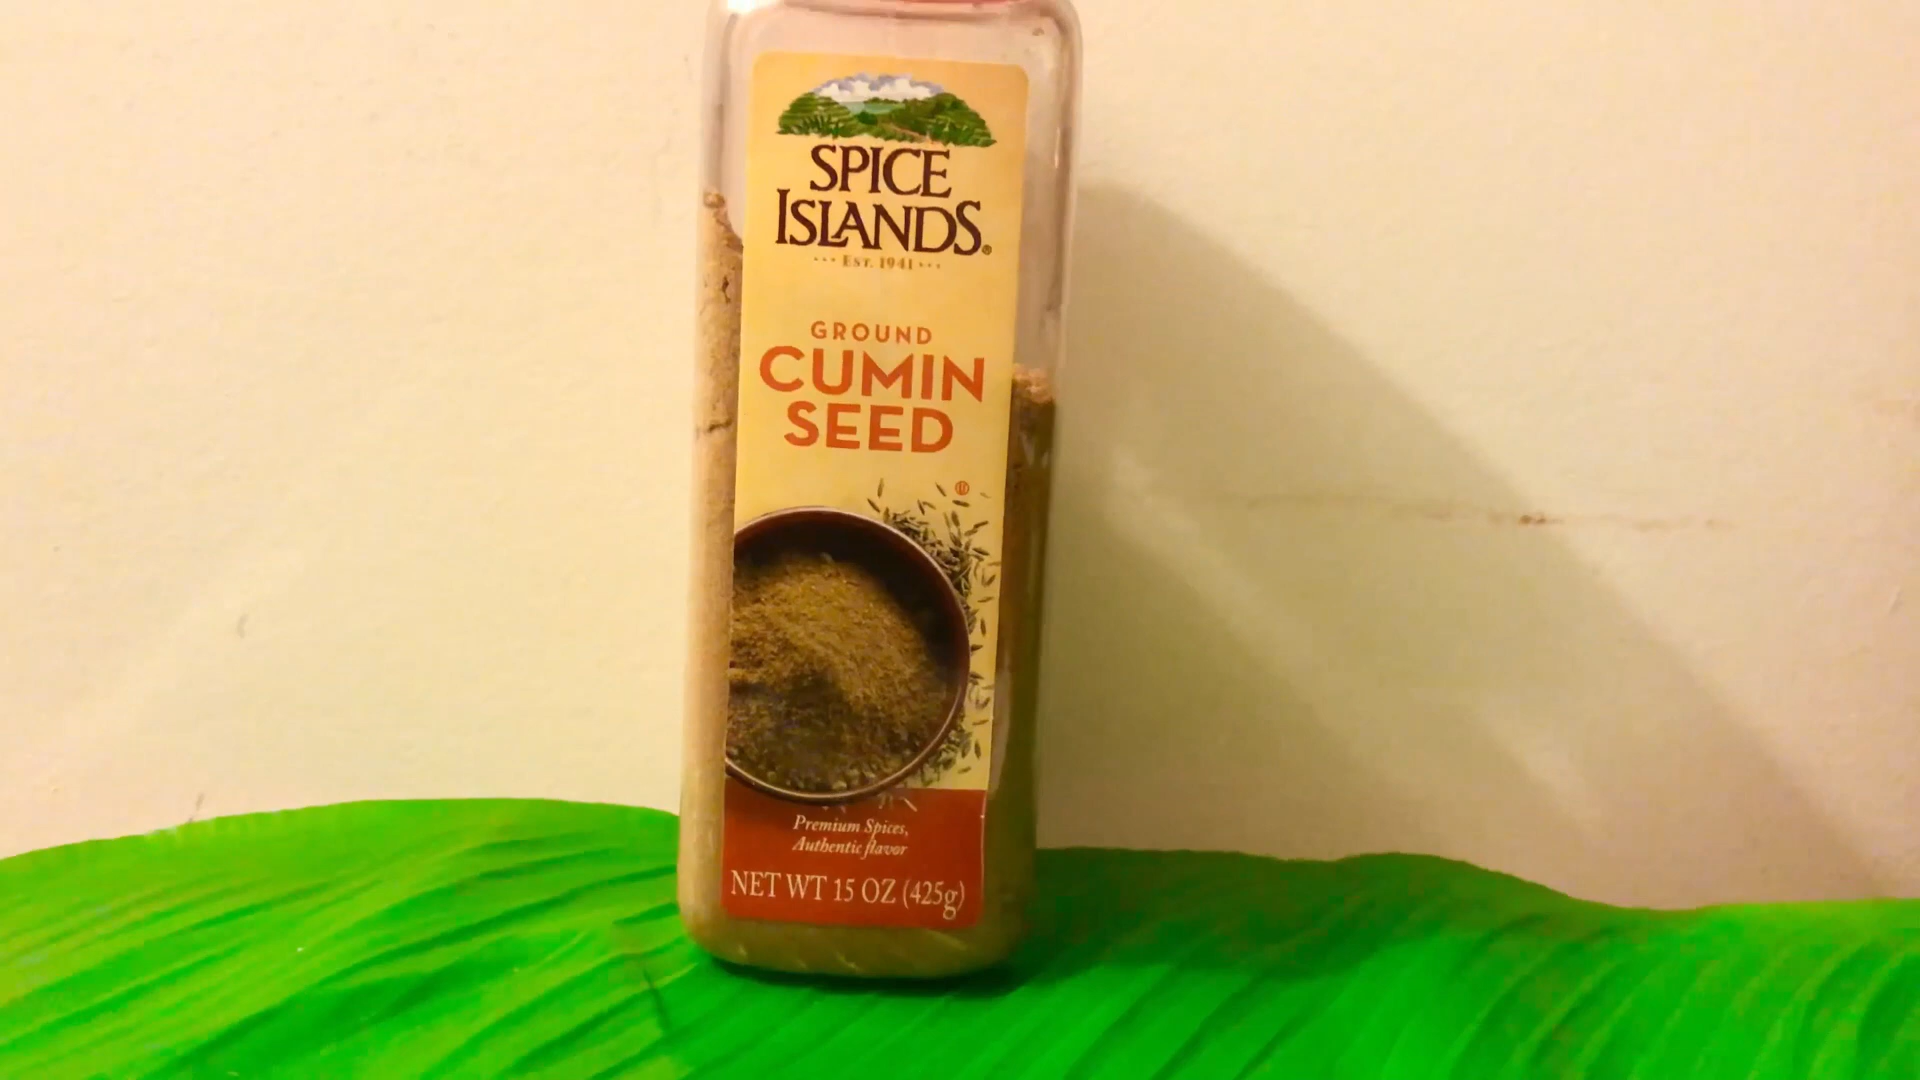 SPICE
ISLANDS®
··· EST. 1941 ···
GROUND
CUMIN
SEED
Ⓤ
Premium Spices,
Authentic flavor
NET WT 15 OZ (425g)